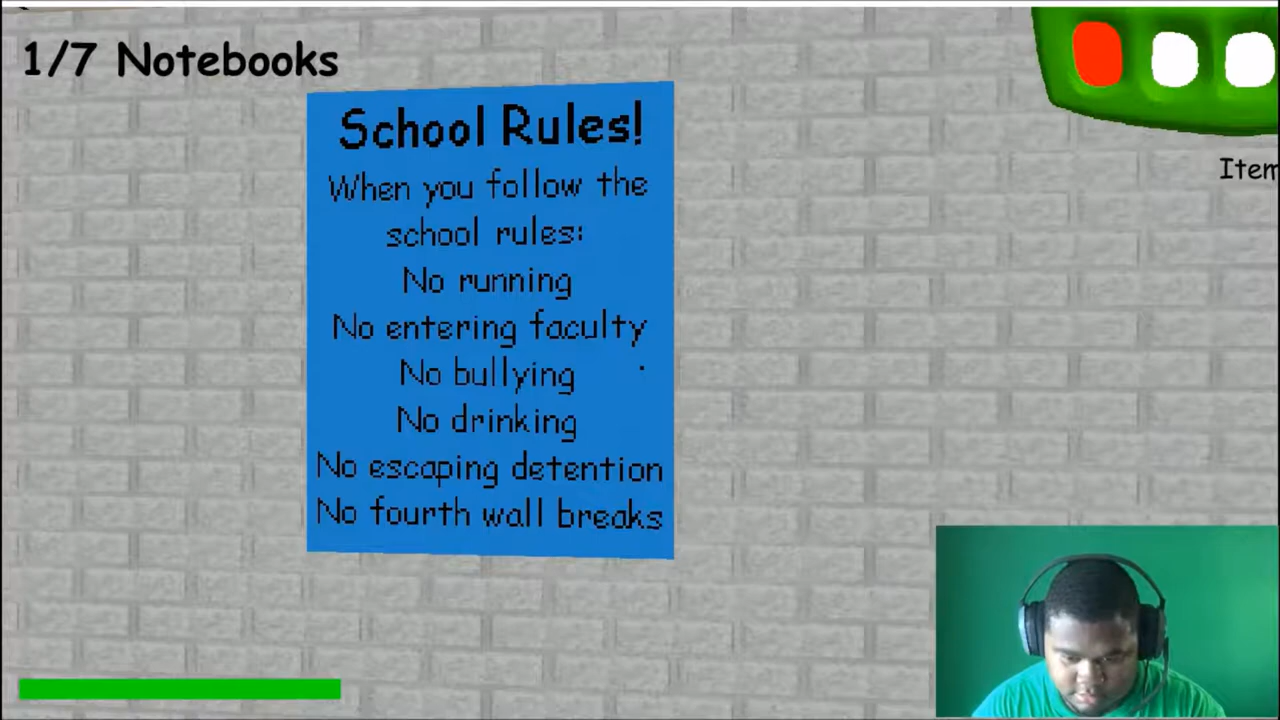 1/7 Notebooks
School Rules!
When you follow the
school rules:
No running
No entering faculty
No bullying
No drinking
No escaping detention
No fourth wall breaks
Item